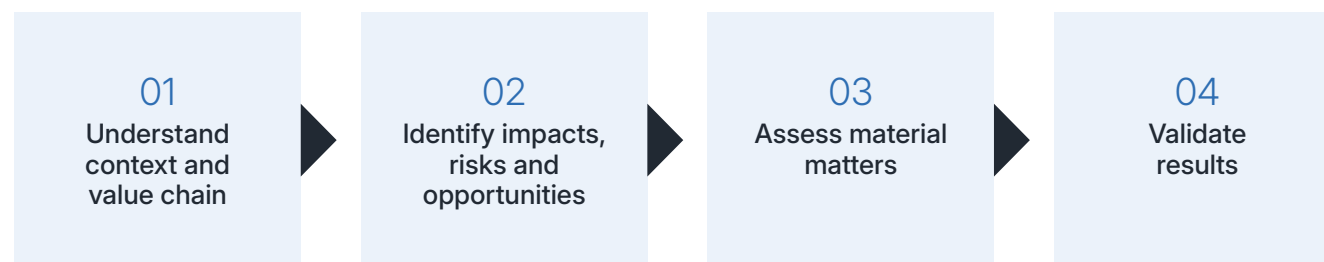 01
Understand
context and
value chain
02
Identify impacts,
risks and
opportunities
03
Assess material
matters
04
Validate
results